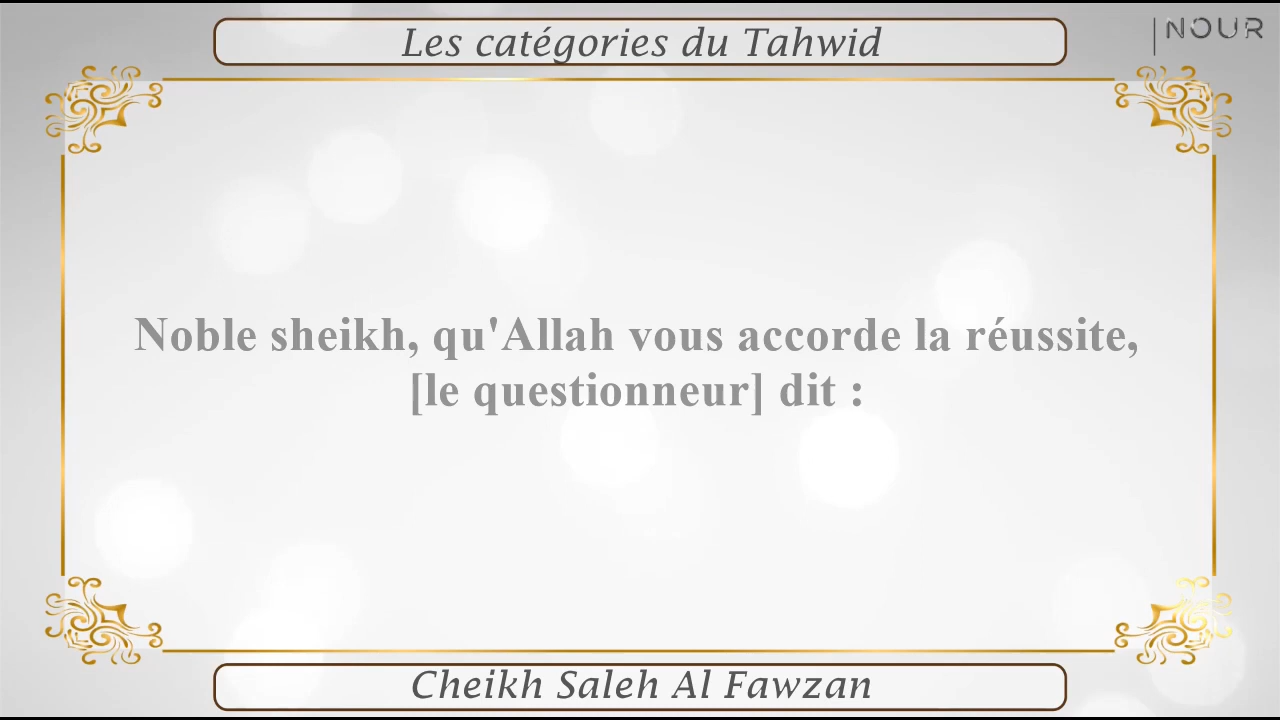 Les catégories du Tahwid
|NOUR
Noble sheikh, qu'Allah vous accorde la réussite,
[le questionneur] dit :
Cheikh Saleh Al Fawzan